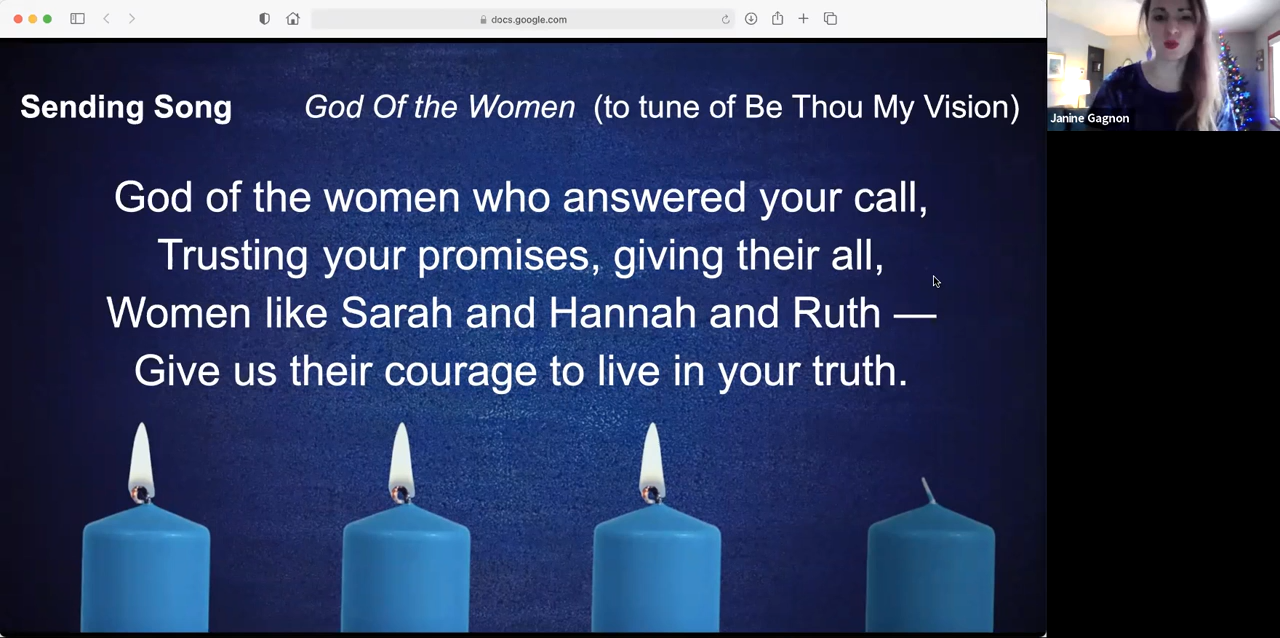 docs.google.com
Sending Song God Of the Women (to tune of Be Thou My Vision)
God of the women who answered your call,
Trusting your promises, giving their all,
Women like Sarah and Hannah and Ruth —
Give us their courage to live in your truth.
Janine Gagnon